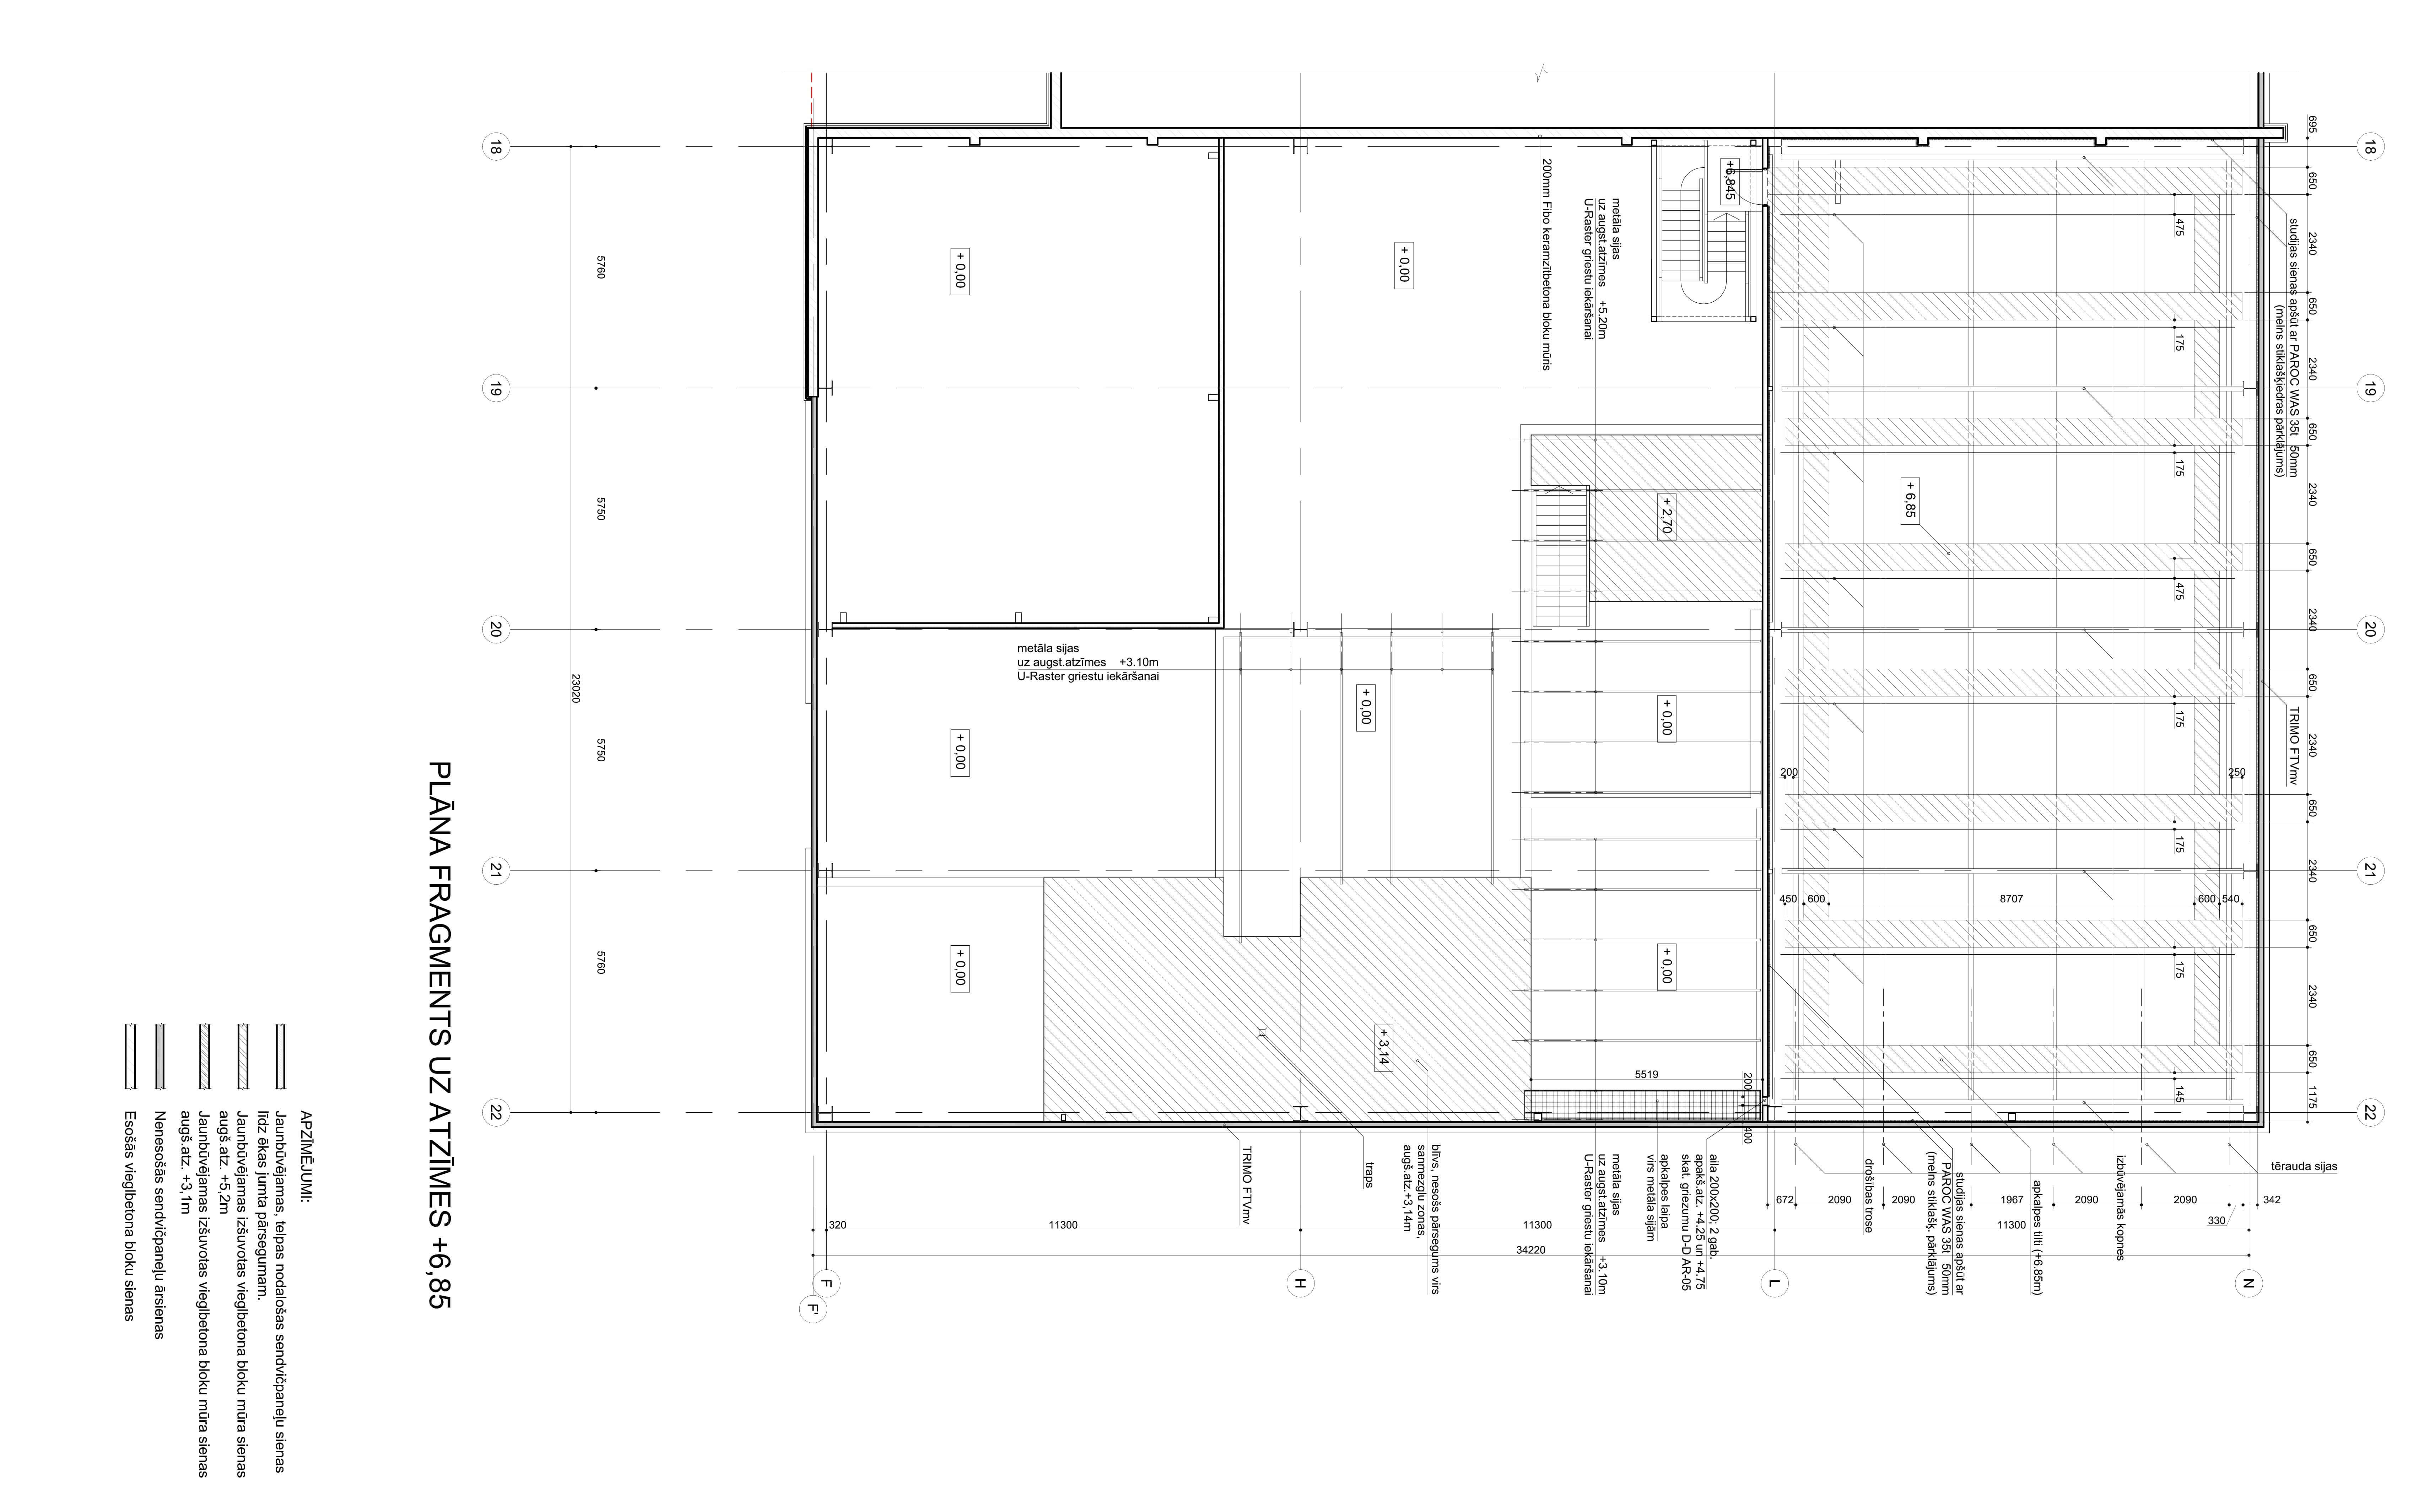 PLĀNA FRAGMENTS UZ ATZĪMES +6,85
APZĪMĒJUMI:
Jaunbūvējamas, telpas nodalošas sendvičpaneļu sienas
līdz ēkas jumta pārsegumam.
Jaunbūvējamas izšuvotas vieglbetona bloku mūra sienas
augš.atz. +5,2m
Jaunbūvējamas izšuvotas vieglbetona bloku mūra sienas
augš.atz. +3,1m
Nenesošās sendvičpaneļu ārsienas
Esošās vieglbetona bloku sienas
18
19
20
21
22
5760
5750
5750
5760
23020
18
19
20
21
22
695
650
2340
650
2340
650
2340
650
2340
650
2340
650
2340
650
2340
650
1175
475
175
175
475
175
175
175
145
studijas sienas apšūt ar PAROC WAS 35t 50mm
(melns stiklašķiedras pārklājums)
TRIMO FTVmv
+6,845
+ 6,85
200mm Fibo keramzītbetona bloku mūris
metāla sijas
uz augst.atzīmes +5.20m
U-Raster griestu iekāršanai
+ 0,00
+ 0,00
+ 2,70
metāla sijas
uz augst.atzīmes +3.10m
U-Raster griestu iekāršanai
+ 0,00
+ 0,00
+ 0,00
+ 0,00
+ 0,00
+ 3,14
200
250
450
600
8707
600
540
5519
200
400
tērauda sijas
izbūvējamās kopnes
apkalpes tilti (+6.85m)
studijas sienas apšūt ar
PAROC WAS 35t 50mm
(melns stiklašķ. pārklājums)
drošības trose
aila 200x200; 2 gab.
apakš.atz. +4.25 un +4.75
skat. griezumu D-D AR-05
apkalpes laipa
virs metāla sijām
metāla sijas
uz augst.atzīmes +3.10m
U-Raster griestu iekāršanai
blīvs, nesošs pārsegums virs
sanmezglu zonas,
augš.atz.+3,14m
traps
TRIMO FTVmv
672
2090
2090
1967
2090
2090
342
330
320
11300
11300
11300
34220
F'
F
H
L
N